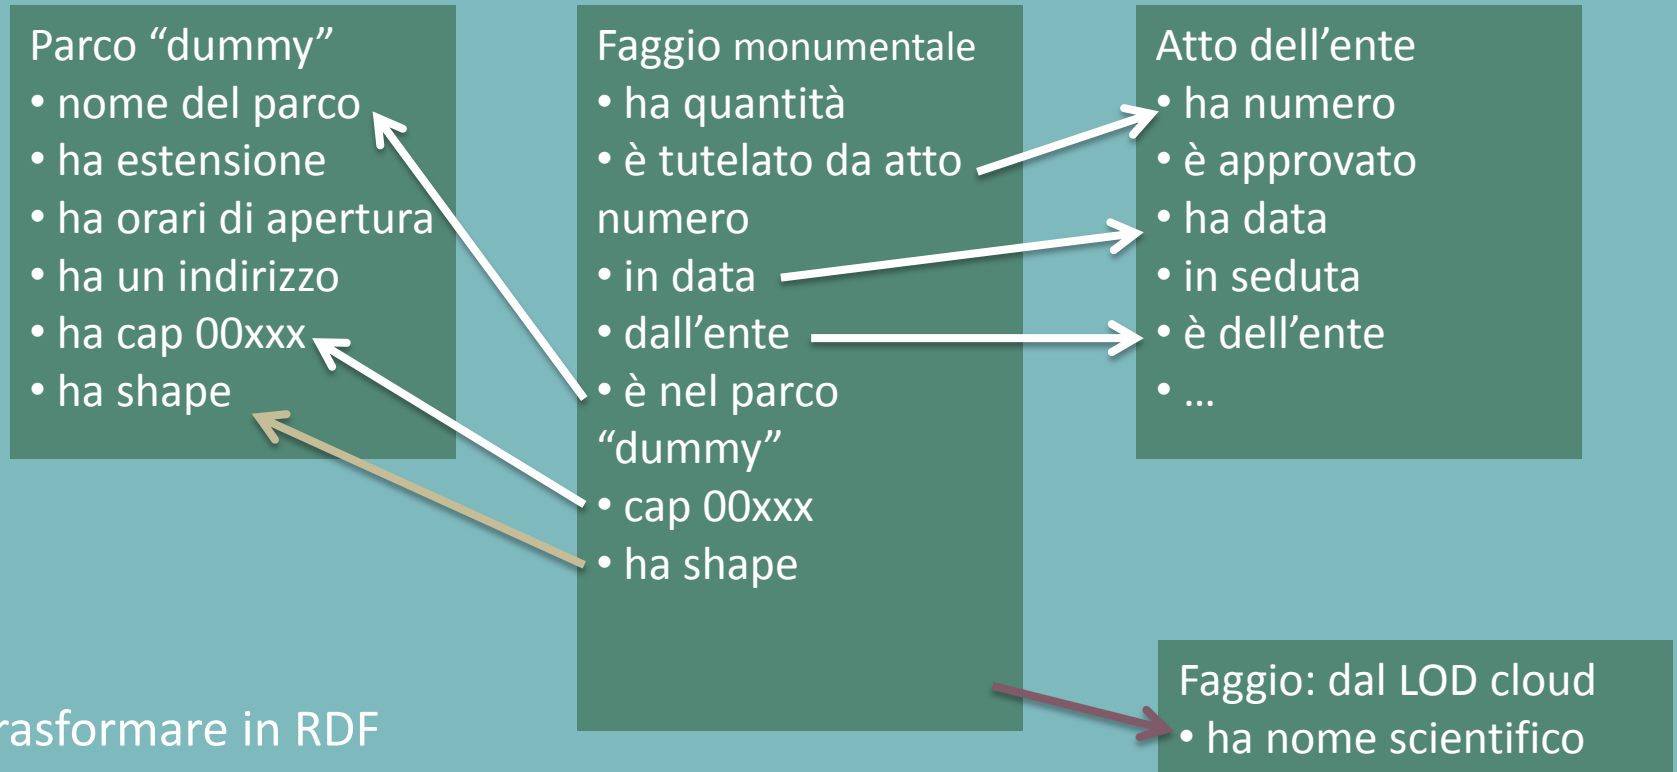 Parco “dummy”
• nome del parco
• ha estensione
• ha orari di apertura
• ha un indirizzo
• ha cap 00xxx
• ha shape
Faggio monumentale
• ha quantità
• è tutelato da atto
numero
• in data
• dall’ente
• è nel parco
“dummy”
• cap 00xxx
• ha shape
Atto dell’ente
• ha numero
• è approvato
• ha data
• in seduta
• è dell’ente
• …
Faggio: dal LOD cloud
• ha nome scientifico
rasformare in RDF